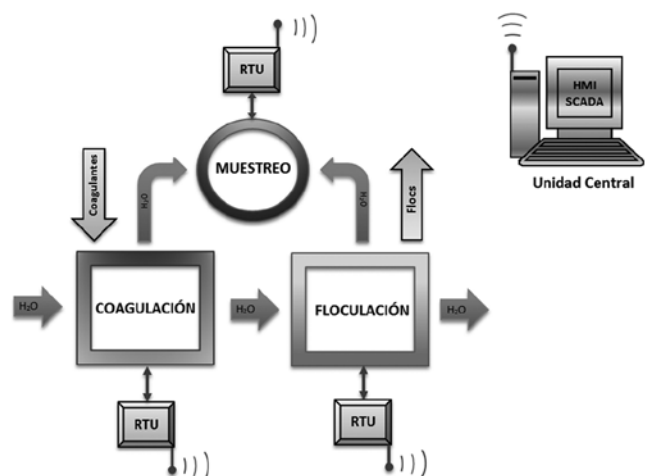 RTU
HMI
SCADA
MUESTREO
Unidad Central
Coagulantes
H₂O
H₂O
Flocs
H₂O
COAGULACIÓN
H₂O
FLOCULACIÓN
H₂O
RTU
RTU